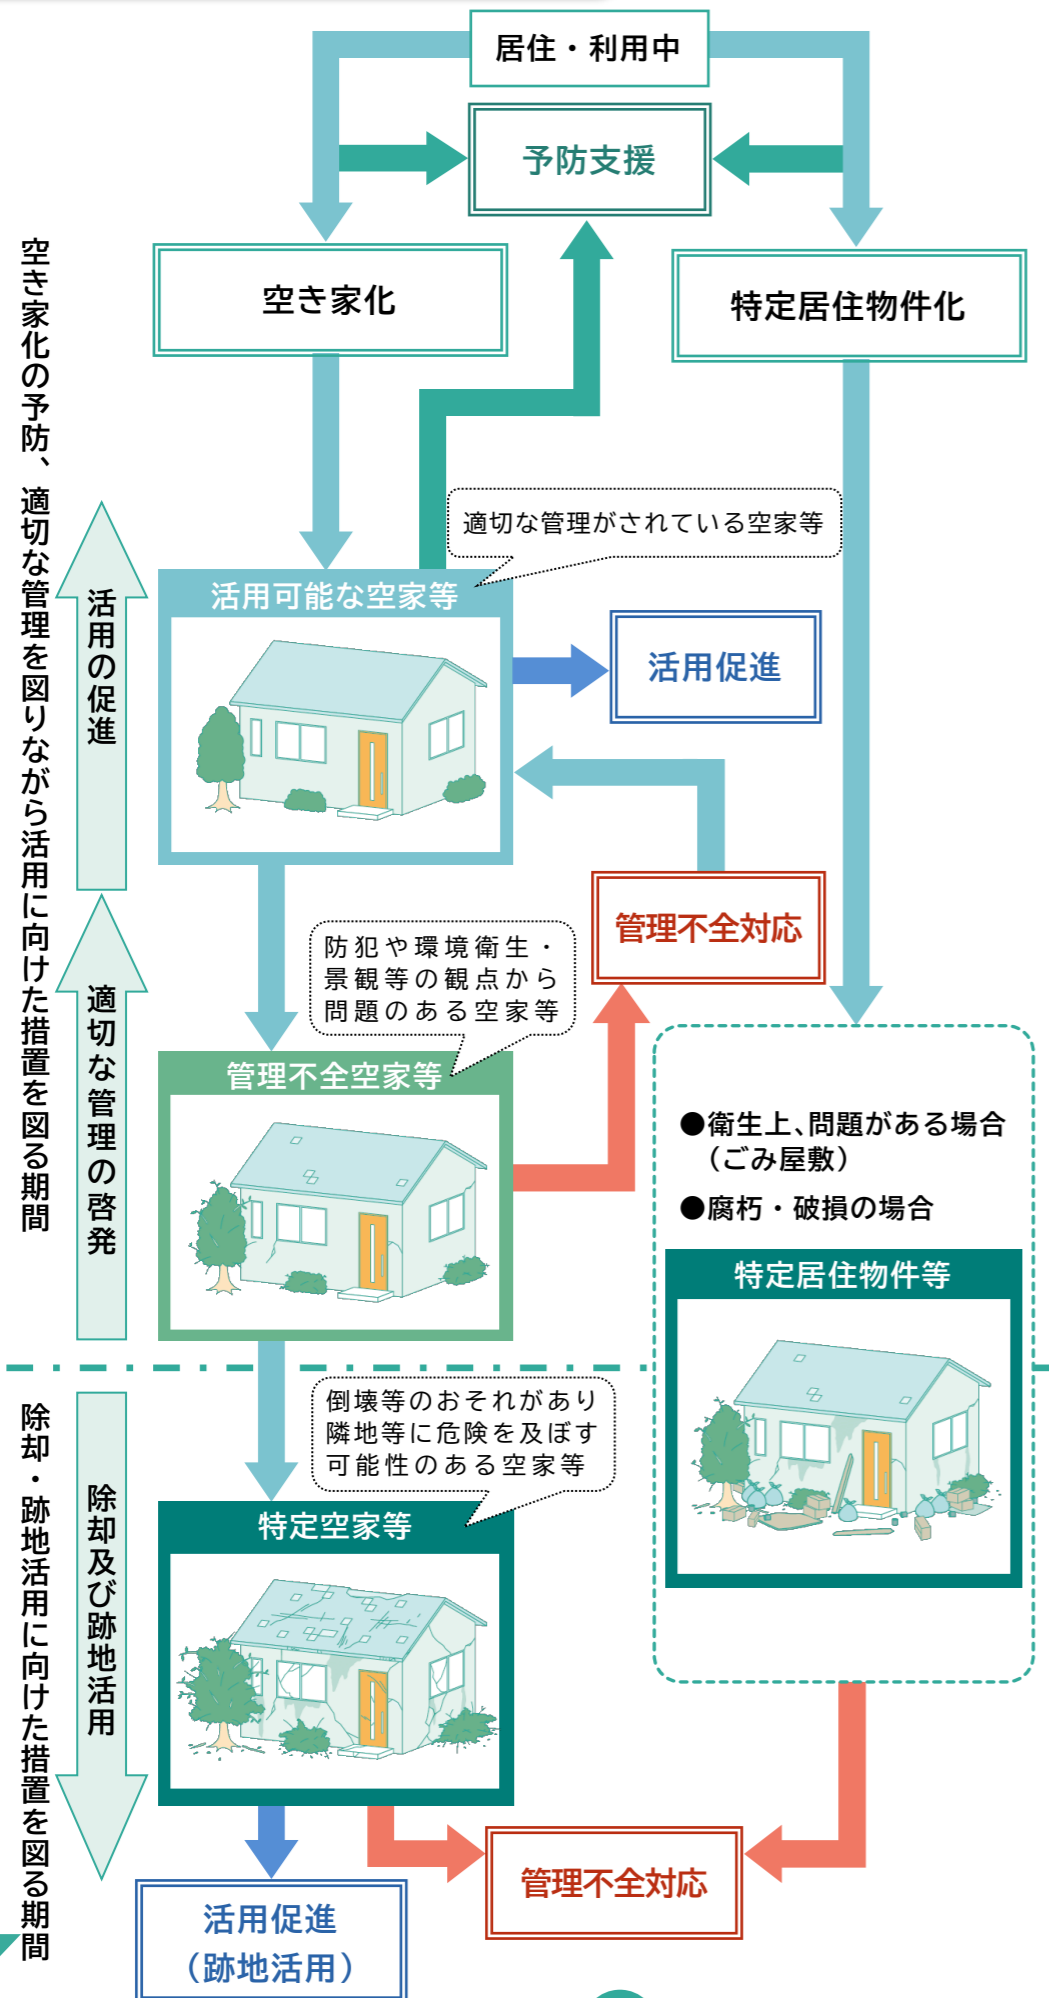 居住・利用中
予防支援
空き家化
特定居住物件化
空き家化の予防、適切な管理を図りながら活用に向けた措置を図る期間
適切な管理がされている空家等
活用の促進
活用可能な空家等
活用促進
管理不全対応
適切な管理の啓発
防犯や環境衛生・
景観等の観点から
問題のある空家等
管理不全空家等
●衛生上、問題がある場合
（ごみ屋敷）
●腐朽・破損の場合
特定居住物件等
除却・跡地活用に向けた措置を図る期間
除却及び跡地活用
倒壊等のおそれがあり
隣地等に危険を及ぼす
可能性のある空家等
特定空家等
管理不全対応
活用促進
（跡地活用）